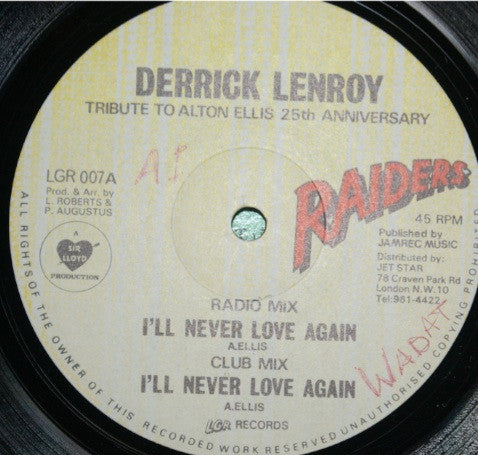 DERRICK LENROY
TRIBUTE TO ALTON ELLIS 25th ANNIVERSARY
LGR 007A
A1
Prod. & Arr. by
L. ROBERTS &
P. AUGUSTUS
A
SIR
LLOYD
PRODUCTION
RAIDERS
45 RPM
Published by
JAMREC MUSIC
Distributed by:
JET STAR
78 Craven Park Rd
London N.W.10
Tel:961-4422
RADIO MIX
I'LL NEVER LOVE AGAIN
A.ELLIS
CLUB MIX
I'LL NEVER LOVE AGAIN
A.ELLIS
LGR RECORDS
WADAT
ALL RIGHTS OF THE OWNER OF THIS RECORDED WORK RESERVED UNAUTHORISED COPYING PROHIBITED